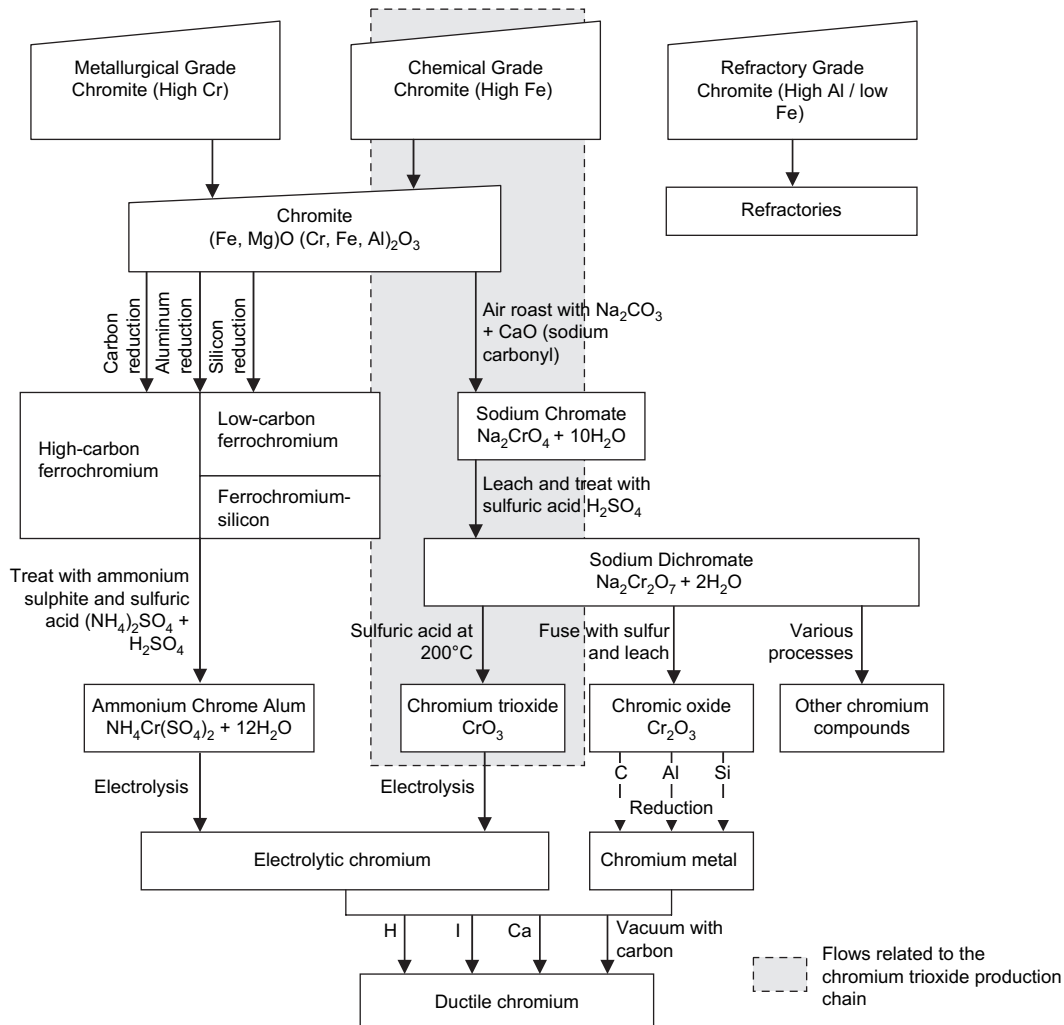 Metallurgical Grade
Chromite (High Cr)
Chemical Grade
Chromite (High Fe)
Refractory Grade
Chromite (High Al / low
Fe)
Chromite
(Fe, Mg)O (Cr, Fe, Al)₂O₃
Refractories
Carbon
reduction
Aluminum
reduction
Silicon
reduction
Air roast with Na₂CO₃
+ CaO (sodium
carbonyl)
High-carbon
ferrochromium
Low-carbon
ferrochromium
Ferrochromium-
silicon
Sodium Chromate
Na₂CrO₄ + 10H₂O
Leach and treat with
sulfuric acid H₂SO₄
Sodium Dichromate
Na₂Cr₂O₇ + 2H₂O
Treat with ammonium
sulphite and sulfuric
acid (NH₄)₂SO₄ +
H₂SO₄
Sulfuric acid at
200°C
Fuse with sulfur
and leach
Various
processes
Ammonium Chrome Alum
NH₄Cr(SO₄)₂ + 12H₂O
Chromium trioxide
CrO₃
Chromic oxide
Cr₂O₃
Other chromium
compounds
Electrolysis
Electrolysis
C Al Si
Reduction
Electrolytic chromium
Chromium metal
H I Ca Vacuum with
carbon
Ductile chromium
Flows related to the
chromium trioxide production
chain